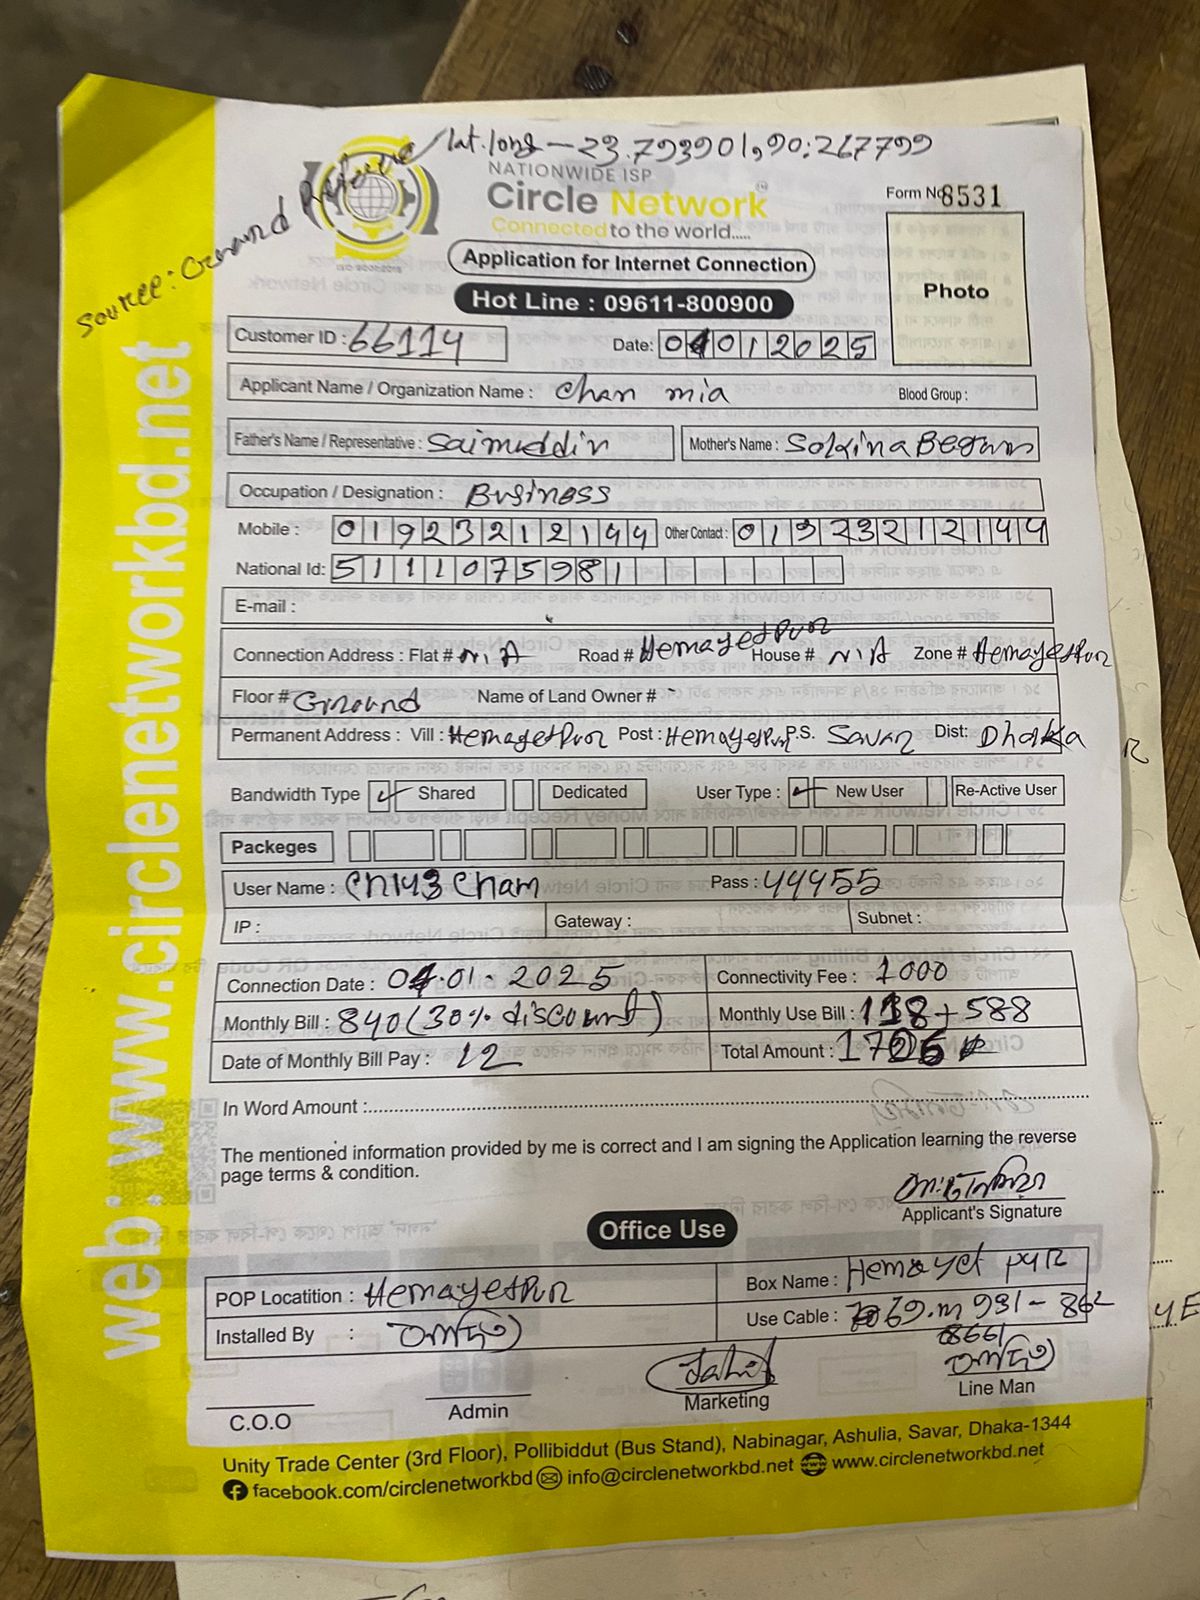 lat.long — 23.793901, 90.267799
NATIONWIDE ISP
Circle Network
Connected to the world.....
ISO 9001:2015
Source: Ground
Form No 8531
Application for Internet Connection
Photo
Hot Line : 09611-800900
Customer ID : 66114
Date: 04012025
Applicant Name / Organization Name : Chan mia Blood Group :
Father's Name / Representative : Saimuddin Mother's Name : Sokina Begum
Occupation / Designation : Business
Mobile : 01923212144 Other Contact : 01323212144
National Id: 5111075981
E-mail :
Connection Address : Flat # N/A Road # Hemayetpur House # N/A Zone # Hemayetpur
Floor # Ground Name of Land Owner # -
Permanent Address : Vill : Hemayetpur Post : Hemayetpur P.S. Savar Dist: Dhaka
Bandwidth Type ✓ Shared Dedicated User Type : ✓ New User Re-Active User
Packeges
User Name : Pass : 44455
IP : Gateway : Subnet :
Connection Date : 04.01.2025 Connectivity Fee : 1000
Monthly Bill : 840 (30% discount) Monthly Use Bill : 118 + 588
Date of Monthly Bill Pay : 12 Total Amount : 1706
In Word Amount :
The mentioned information provided by me is correct and I am signing the Application learning the reverse
page terms & condition.
Applicant's Signature
Office Use
POP Locatition : Hemayetpur Box Name : Hemayet pur
Installed By : Use Cable : 69.m 931 - 862
8661
C.O.O Admin Marketing Line Man
Unity Trade Center (3rd Floor), Pollibiddut (Bus Stand), Nabinagar, Ashulia, Savar, Dhaka-1344
facebook.com/circlenetworkbd info@circlenetworkbd.net www.circlenetworkbd.net
web: www.circlenetworkbd.net